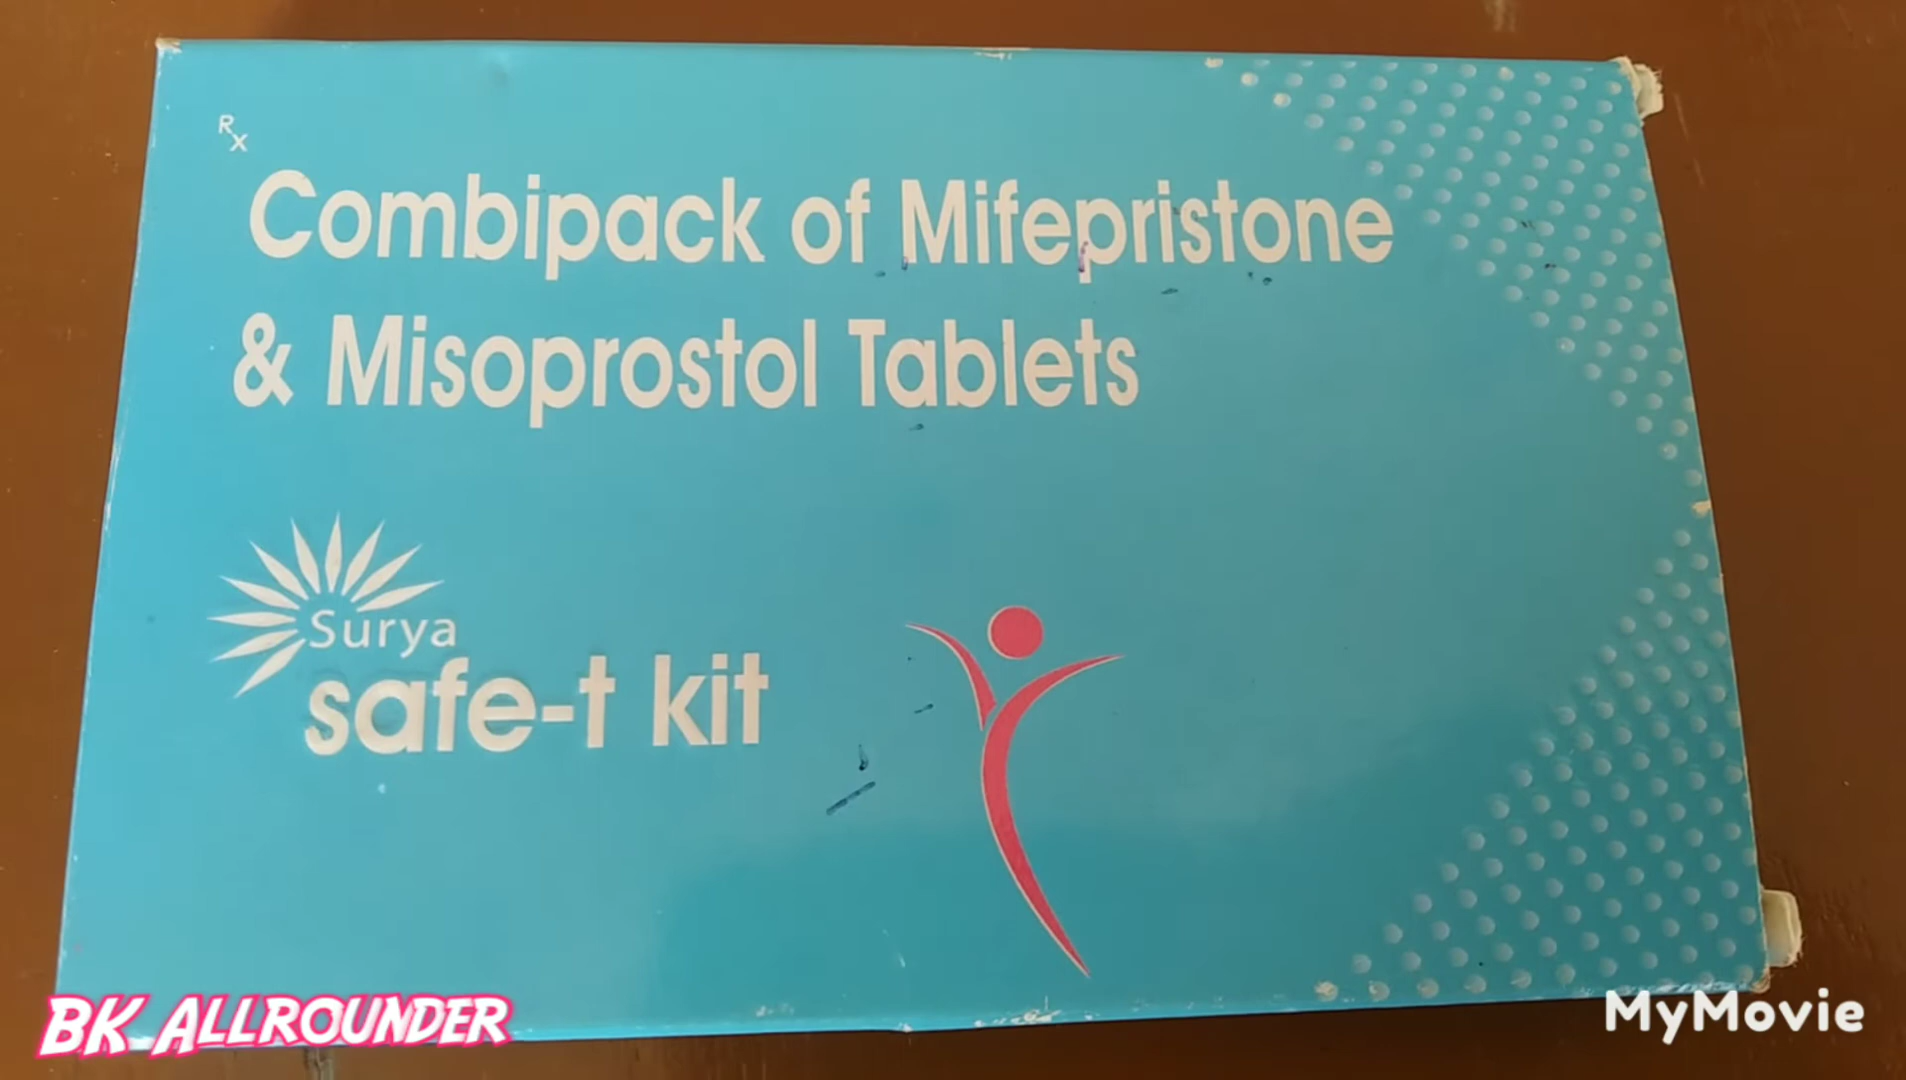 Rx
Combipack of Mifepristone
& Misoprostol Tablets
Surya
safe-t kit
BK ALLROUNDER
MyMovie